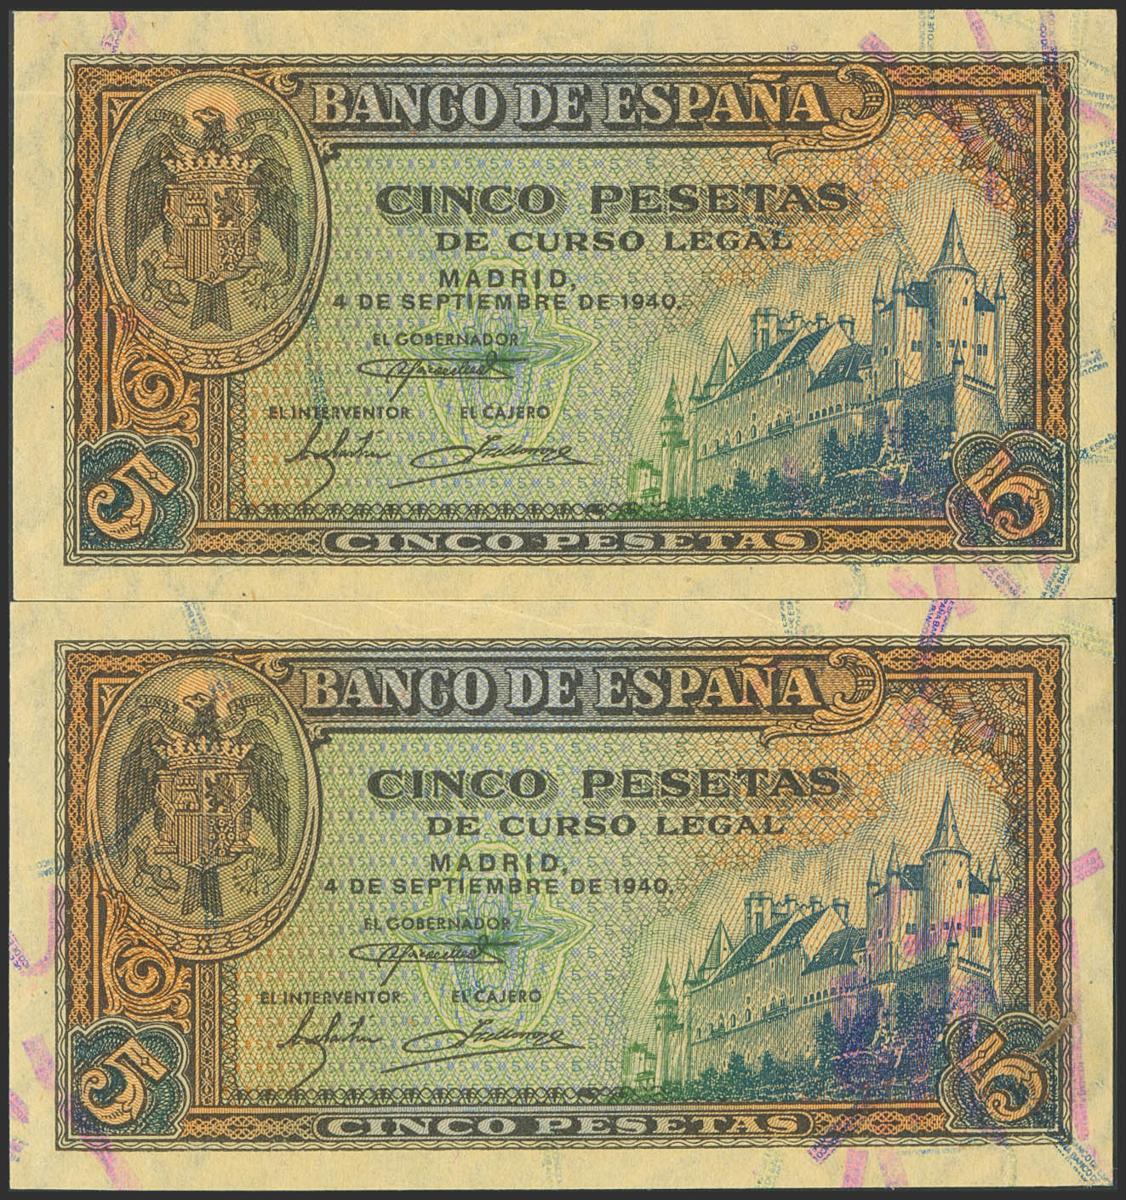 BANCO DE ESPAÑA
CINCO PESETAS
DE CURSO LEGAL
MADRID,
4 DE SEPTIEMBRE DE 1940.
EL GOBERNADOR
EL INTERVENTOR EL CAJERO
5 5
CINCO PESETAS
BANCO DE ESPAÑA
CINCO PESETAS
DE CURSO LEGAL
MADRID,
4 DE SEPTIEMBRE DE 1940.
EL GOBERNADOR
EL INTERVENTOR EL CAJERO
5 5
CINCO PESETAS